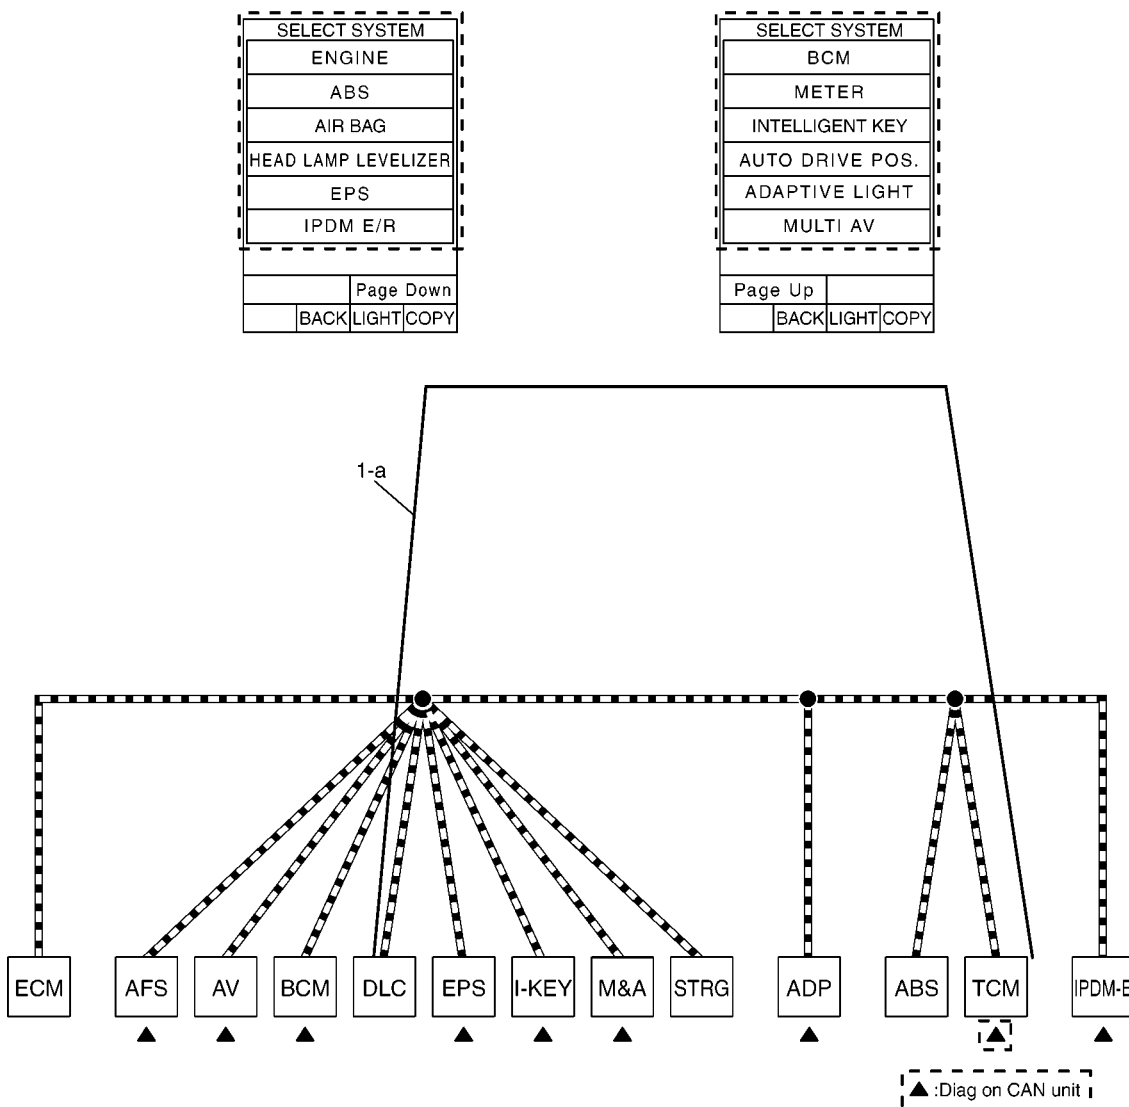 SELECT SYSTEM
ENGINE
ABS
AIR BAG
HEAD LAMP LEVELIZER
EPS
IPDM E/R
Page Down
BACK LIGHT COPY
SELECT SYSTEM
BCM
METER
INTELLIGENT KEY
AUTO DRIVE POS.
ADAPTIVE LIGHT
MULTI AV
Page Up
BACK LIGHT COPY
1-a
ECM AFS AV BCM DLC EPS I-KEY M&A STRG ADP ABS TCM IPDM-E
▲ :Diag on CAN unit